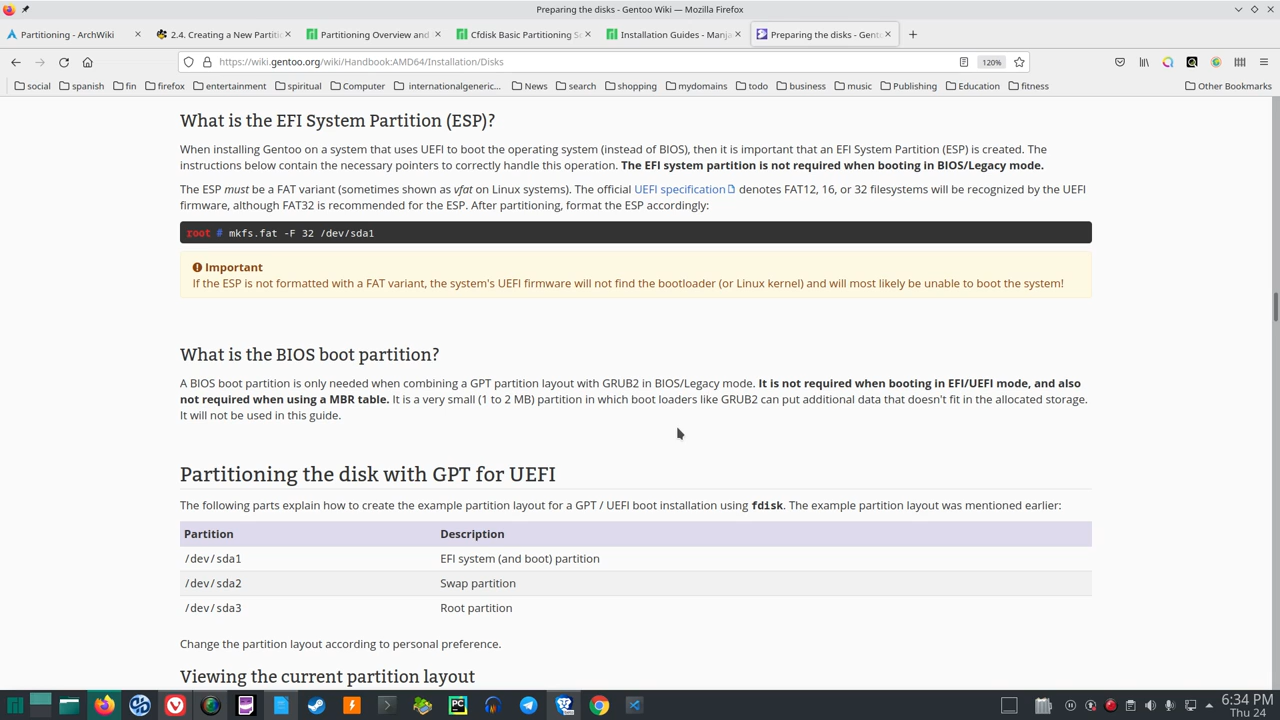 Preparing the disks - Gentoo Wiki — Mozilla Firefox
Partitioning - ArchWiki
2.4. Creating a New Partiti
Partitioning Overview and
Cfdisk Basic Partitioning
Installation Guides - Manja
Preparing the disks - Gent
https://wiki.gentoo.org/wiki/Handbook:AMD64/Installation/Disks
120%
social spanish fin firefox entertainment spiritual Computer internationalgeneric... News search shopping mydomains todo business music Publishing Education fitness Other Bookmarks
What is the EFI System Partition (ESP)?
When installing Gentoo on a system that uses UEFI to boot the operating system (instead of BIOS), then it is important that an EFI System Partition (ESP) is created. The
instructions below contain the necessary pointers to correctly handle this operation. The EFI system partition is not required when booting in BIOS/Legacy mode.
The ESP must be a FAT variant (sometimes shown as vfat on Linux systems). The official UEFI specification denotes FAT12, 16, or 32 filesystems will be recognized by the UEFI
firmware, although FAT32 is recommended for the ESP. After partitioning, format the ESP accordingly:
root # mkfs.fat -F 32 /dev/sda1
Important
If the ESP is not formatted with a FAT variant, the system's UEFI firmware will not find the bootloader (or Linux kernel) and will most likely be unable to boot the system!
What is the BIOS boot partition?
A BIOS boot partition is only needed when combining a GPT partition layout with GRUB2 in BIOS/Legacy mode. It is not required when booting in EFI/UEFI mode, and also
not required when using a MBR table. It is a very small (1 to 2 MB) partition in which boot loaders like GRUB2 can put additional data that doesn't fit in the allocated storage.
It will not be used in this guide.
Partitioning the disk with GPT for UEFI
The following parts explain how to create the example partition layout for a GPT / UEFI boot installation using fdisk. The example partition layout was mentioned earlier:
Partition Description
/dev/sda1 EFI system (and boot) partition
/dev/sda2 Swap partition
/dev/sda3 Root partition
Change the partition layout according to personal preference.
Viewing the current partition layout
6:34 PM
Thu 24